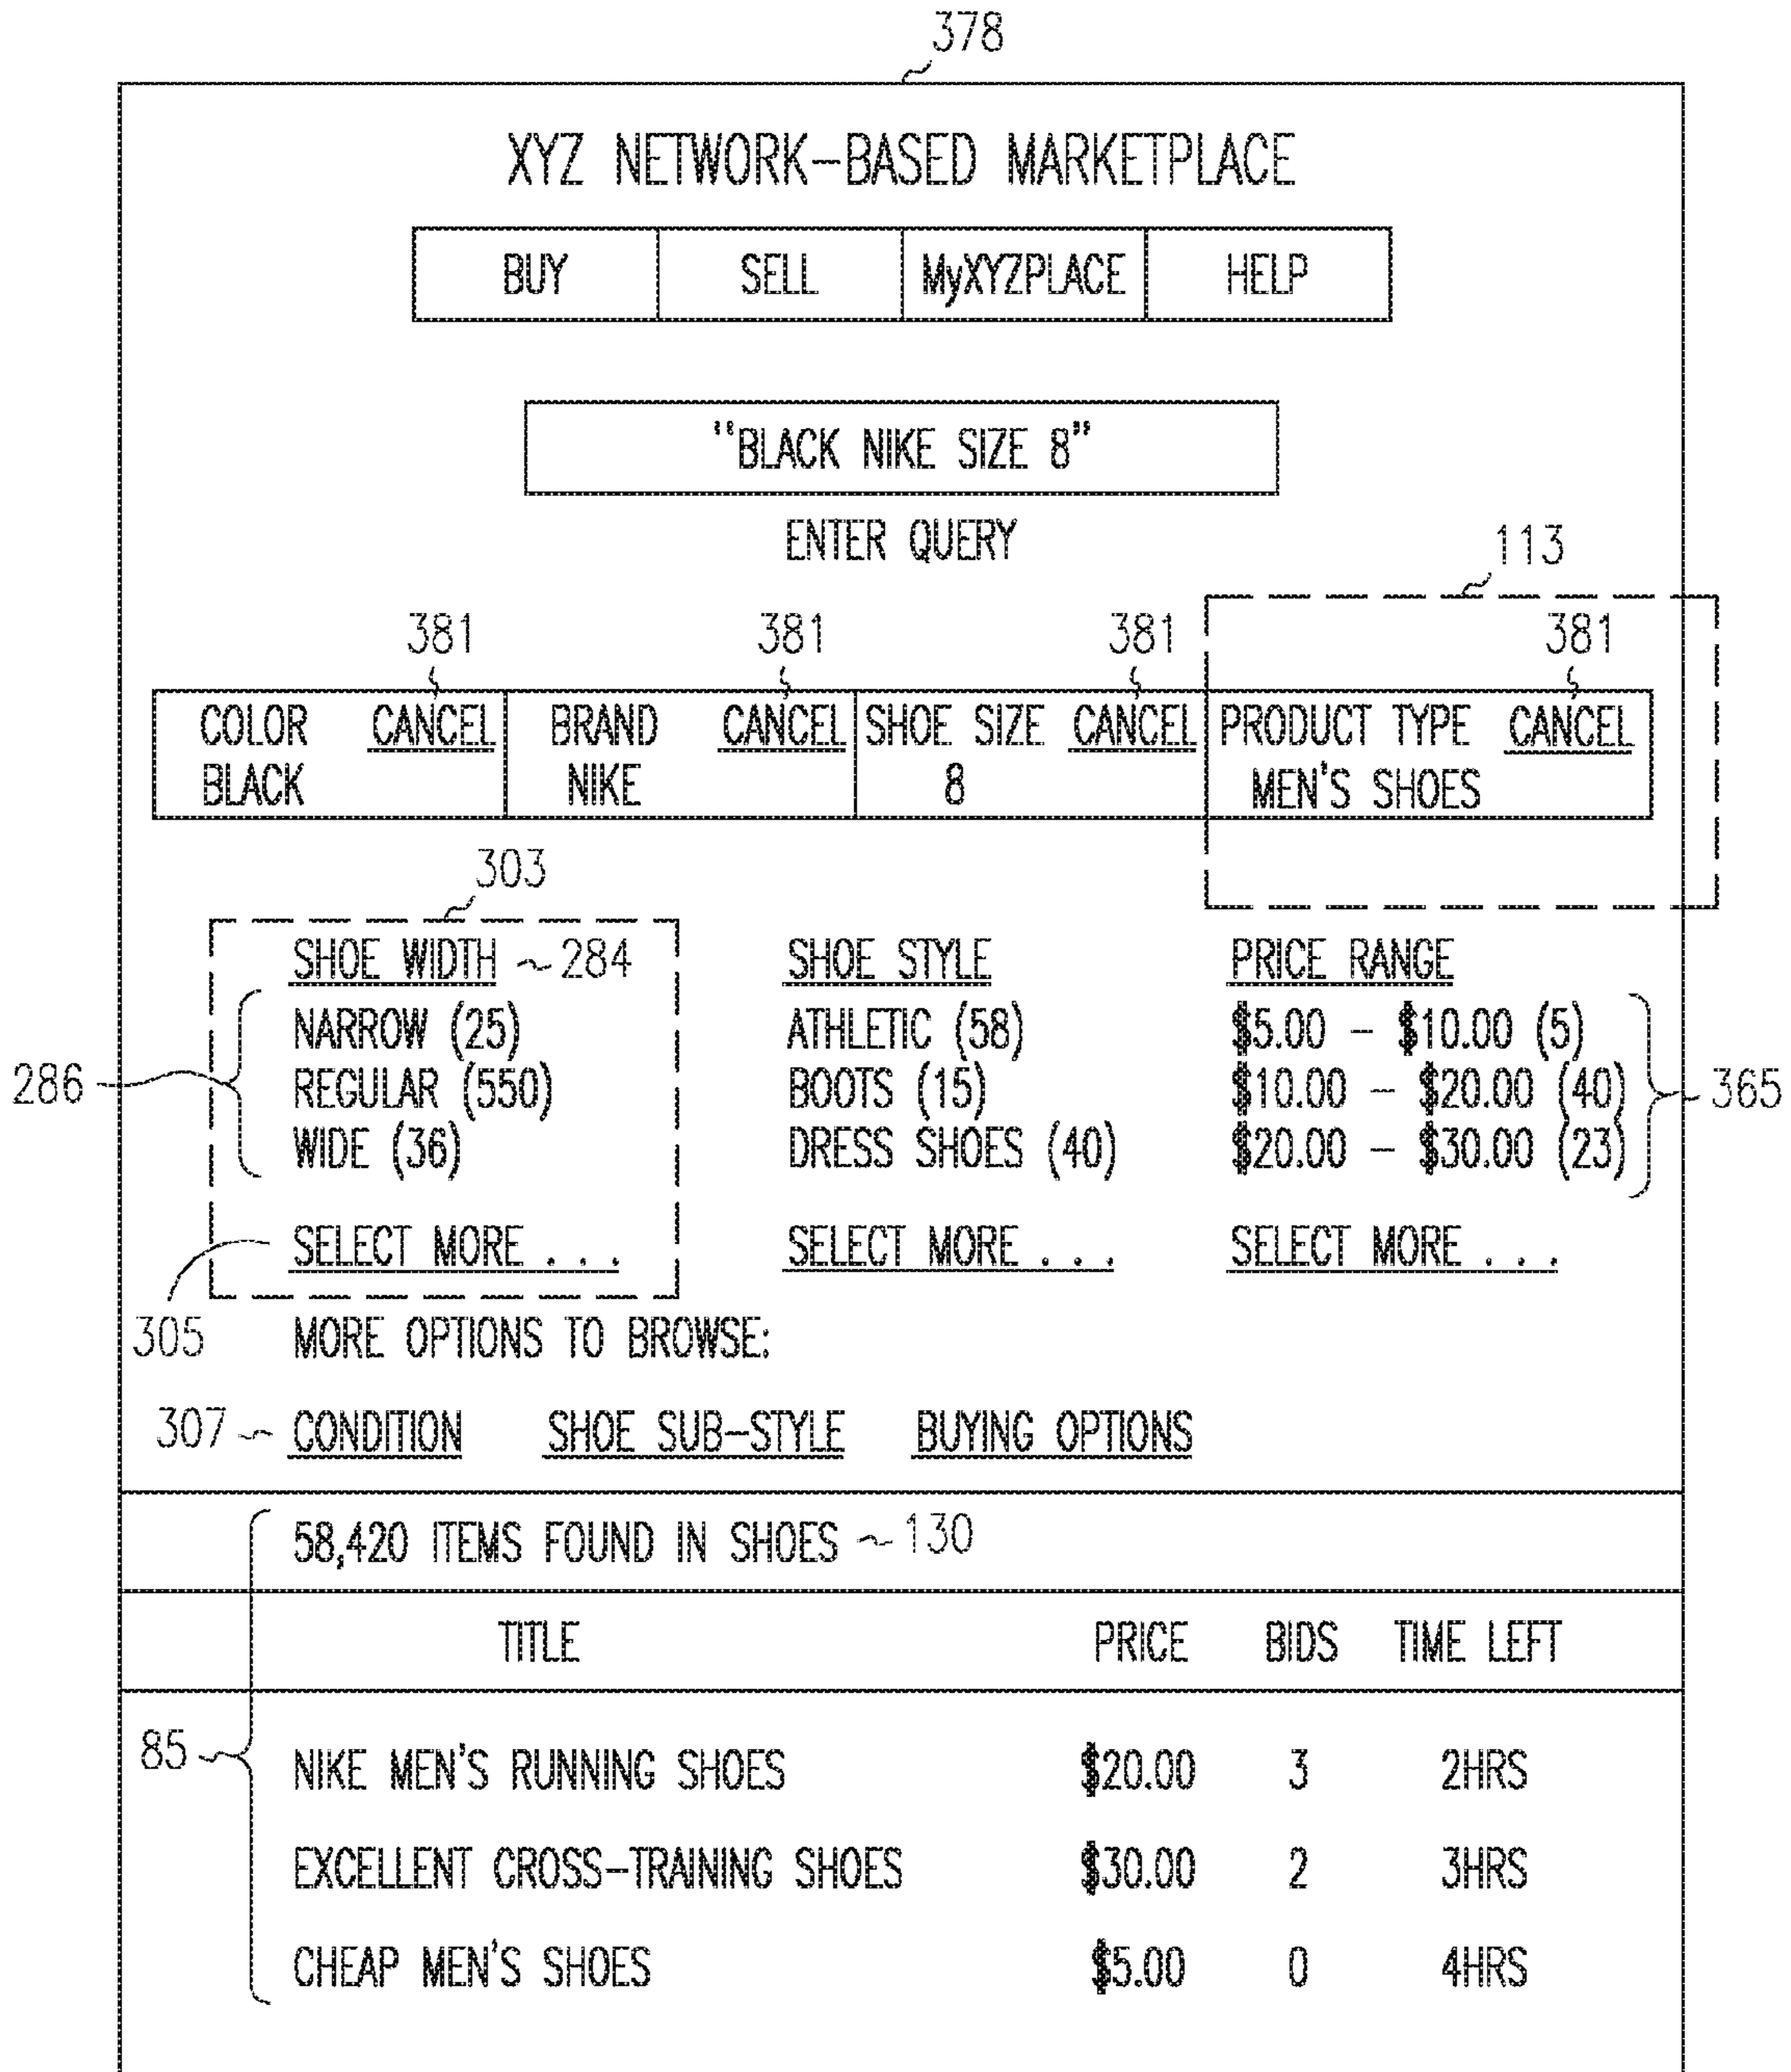 378
XYZ NETWORK-BASED MARKETPLACE
BUY SELL MyXYZPLACE HELP
"BLACK NIKE SIZE 8"
ENTER QUERY
113
381 381 381 381
COLOR CANCEL BRAND CANCEL SHOE SIZE CANCEL PRODUCT TYPE CANCEL
BLACK NIKE 8 MEN'S SHOES
303
SHOE WIDTH 284 SHOE STYLE PRICE RANGE
NARROW (25) ATHLETIC (58) $5.00 - $10.00 (5)
286 REGULAR (550) BOOTS (15) $10.00 - $20.00 (40) 365
WIDE (36) DRESS SHOES (40) $20.00 - $30.00 (23)
SELECT MORE . . . SELECT MORE . . . SELECT MORE . . .
305 MORE OPTIONS TO BROWSE:
307 CONDITION SHOE SUB-STYLE BUYING OPTIONS
58,420 ITEMS FOUND IN SHOES 130
TITLE PRICE BIDS TIME LEFT
85 NIKE MEN'S RUNNING SHOES $20.00 3 2HRS
EXCELLENT CROSS-TRAINING SHOES $30.00 2 3HRS
CHEAP MEN'S SHOES $5.00 0 4HRS